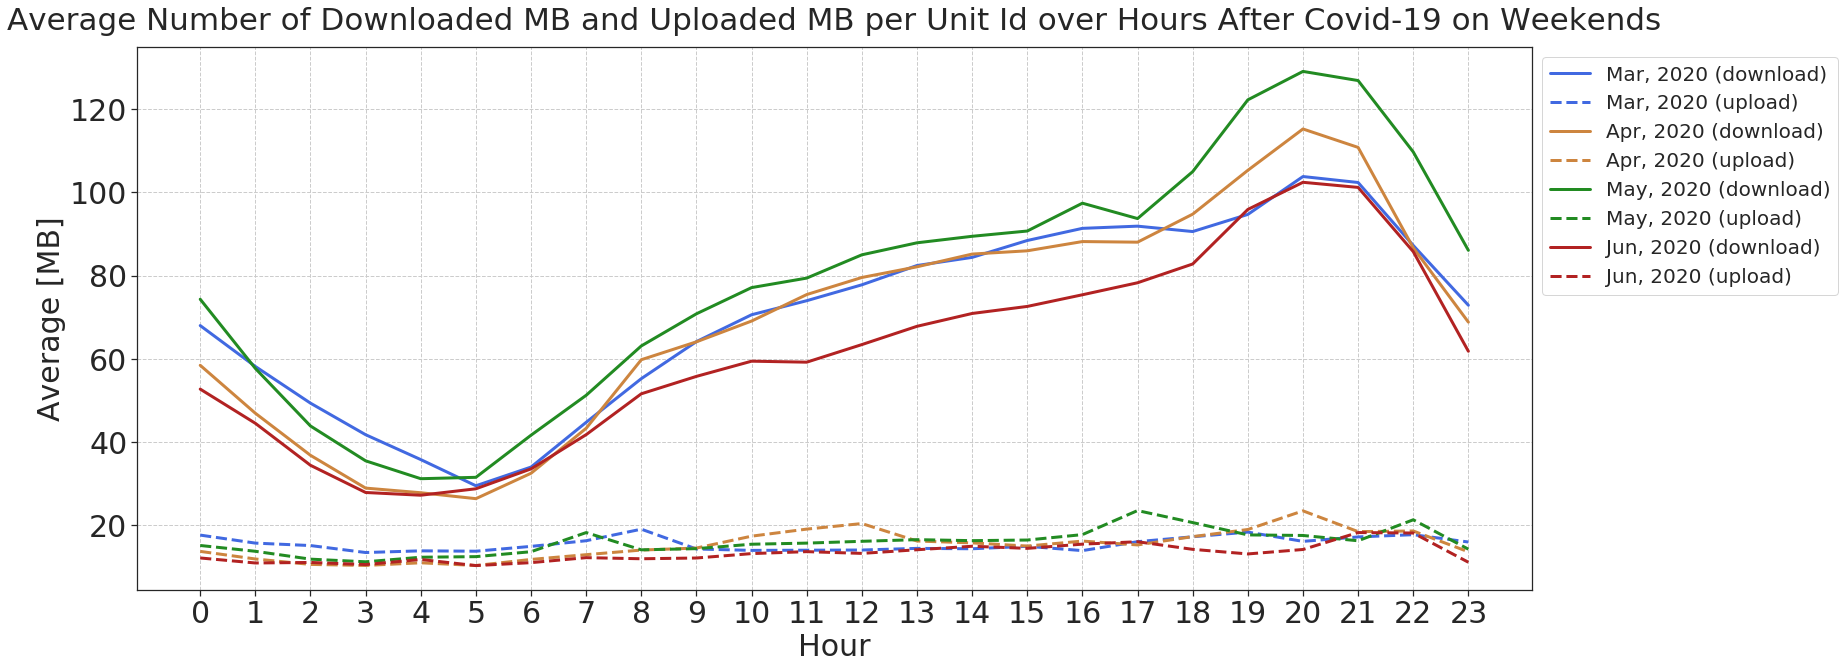 Average Number of Downloaded MB and Uploaded MB per Unit Id over Hours After Covid-19 on Weekends
Average [MB]
120
100
80
60
40
20
0 1 2 3 4 5 6 7 8 9 10 11 12 13 14 15 16 17 18 19 20 21 22 23
Hour
Mar, 2020 (download)
Mar, 2020 (upload)
Apr, 2020 (download)
Apr, 2020 (upload)
May, 2020 (download)
May, 2020 (upload)
Jun, 2020 (download)
Jun, 2020 (upload)